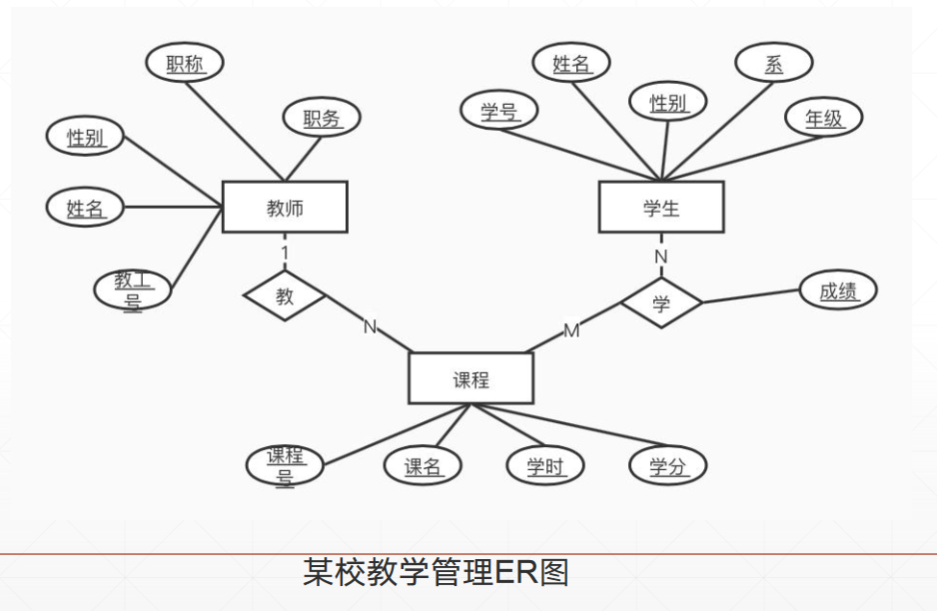 职称
职务
性别
姓名
教工
号
教师
姓名
系
学号
性别
年级
学生
1
N
教
学
成绩
N
M
课程
课程
号
课名
学时
学分
某校教学管理ER图